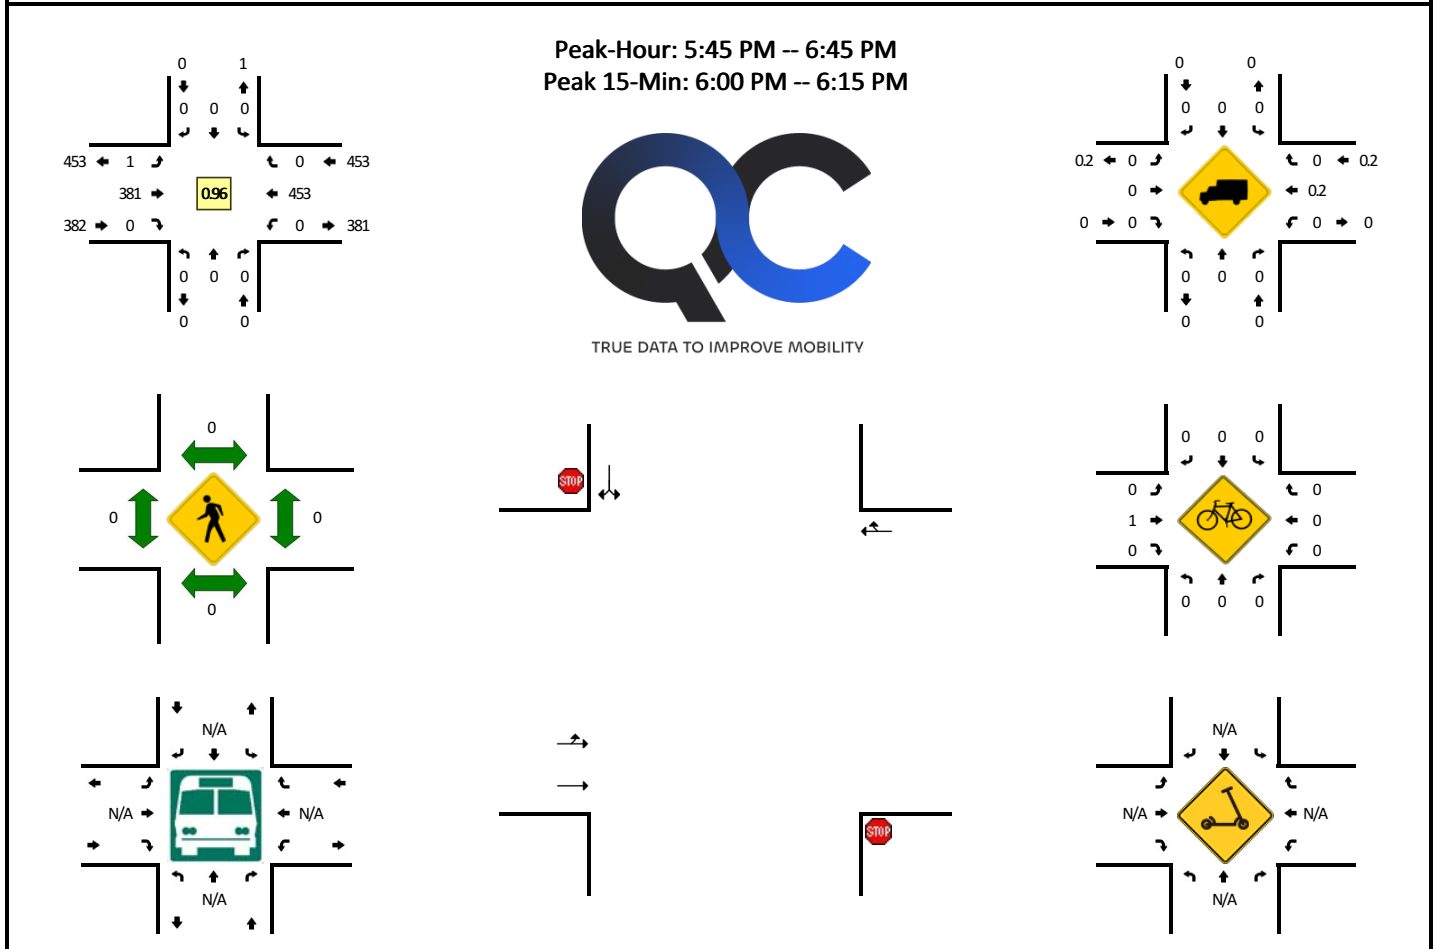 Peak-Hour: 5:45 PM -- 6:45 PM
Peak 15-Min: 6:00 PM -- 6:15 PM
0 1
0 0 0
453 1 0 453
381 0.96 453
382 0 0 381
0 0 0
0 0
QC
TRUE DATA TO IMPROVE MOBILITY
0 0
0 0 0
0.2 0 0 0.2
0 0.2
0 0 0 0
0 0 0
0 0
0
0 0
0
STOP
STOP
0 0 0
0 0
1 0
0 0
0 0 0
N/A
N/A N/A
N/A
N/A
N/A N/A
N/A